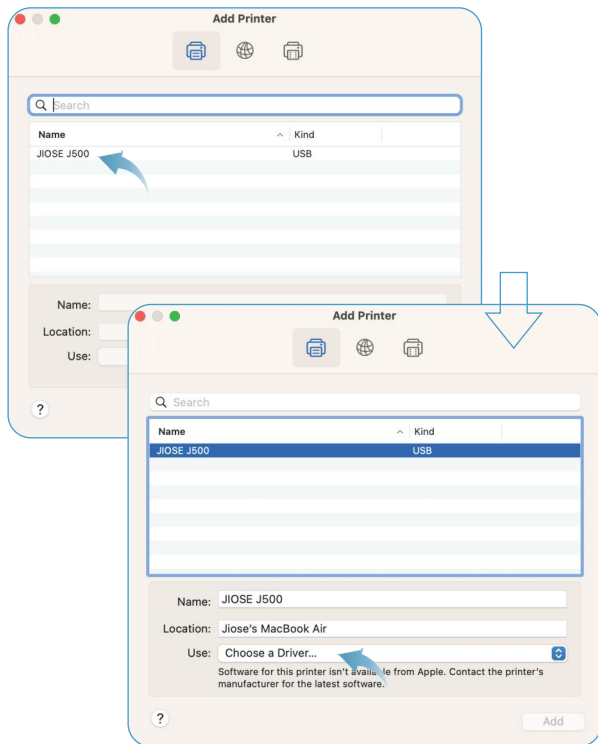 Add Printer
Search
Name Kind
JIOSE J500 USB
Name:
Location:
Use:
?
Add Printer
Search
Name Kind
JIOSE J500 USB
Name: JIOSE J500
Location: Jiose's MacBook Air
Use: Choose a Driver...
Software for this printer isn't available from Apple. Contact the printer's
manufacturer for the latest software.
?
Add